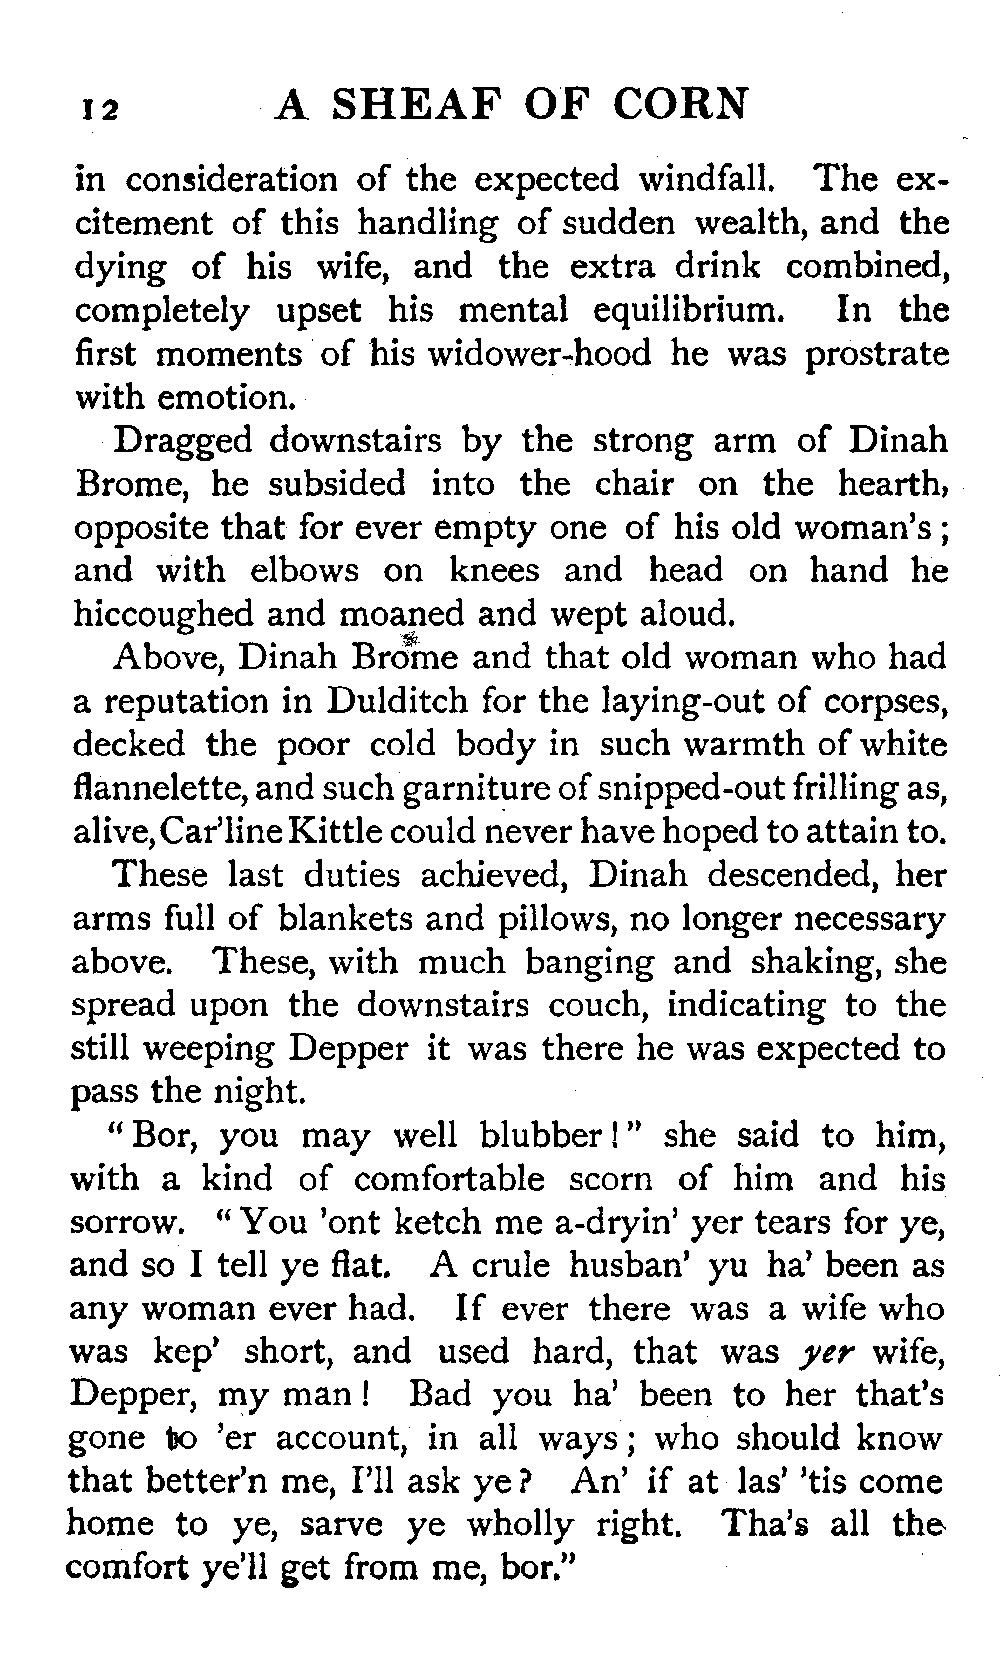 12 A SHEAF OF CORN
in consideration of the expected windfall. The ex-
citement of this handling of sudden wealth, and the
dying of his wife, and the extra drink combined,
completely upset his mental equilibrium. In the
first moments of his widower-hood he was prostrate
with emotion.
Dragged downstairs by the strong arm of Dinah
Brome, he subsided into the chair on the hearth,
opposite that for ever empty one of his old woman's;
and with elbows on knees and head on hand he
hiccoughed and moaned and wept aloud.
Above, Dinah Brome and that old woman who had
a reputation in Dulditch for the laying-out of corpses,
decked the poor cold body in such warmth of white
flannelette, and such garniture of snipped-out frilling as,
alive, Car'line Kittle could never have hoped to attain to.
These last duties achieved, Dinah descended, her
arms full of blankets and pillows, no longer necessary
above. These, with much banging and shaking, she
spread upon the downstairs couch, indicating to the
still weeping Depper it was there he was expected to
pass the night.
"Bor, you may well blubber!" she said to him,
with a kind of comfortable scorn of him and his
sorrow. "You 'ont ketch me a-dryin' yer tears for ye,
and so I tell ye flat. A crule husban' yu ha' been as
any woman ever had. If ever there was a wife who
was kep' short, and used hard, that was yer wife,
Depper, my man! Bad you ha' been to her that's
gone to 'er account, in all ways; who should know
that better'n me, I'll ask ye? An' if at las' 'tis come
home to ye, sarve ye wholly right. Tha's all the
comfort ye'll get from me, bor."